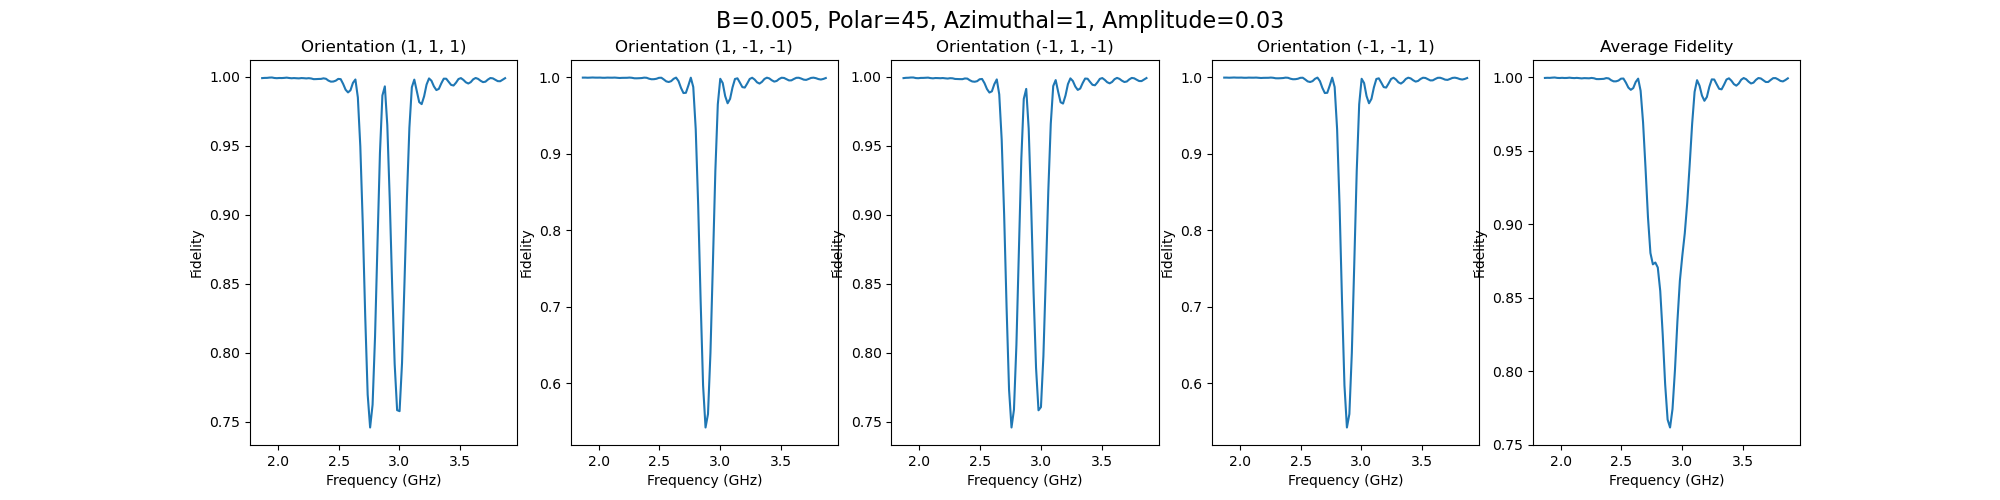 B=0.005, Polar=45, Azimuthal=1, Amplitude=0.03
Orientation (1, 1, 1)
1.00
0.95
0.90
0.85
0.80
0.75
Fidelity
2.0 2.5 3.0 3.5
Frequency (GHz)
Orientation (1, -1, -1)
1.0
0.9
0.8
0.7
0.6
Fidelity
2.0 2.5 3.0 3.5
Frequency (GHz)
Orientation (-1, 1, -1)
1.00
0.95
0.90
0.85
0.80
0.75
Fidelity
2.0 2.5 3.0 3.5
Frequency (GHz)
Orientation (-1, -1, 1)
1.0
0.9
0.8
0.7
0.6
Fidelity
2.0 2.5 3.0 3.5
Frequency (GHz)
Average Fidelity
1.00
0.95
0.90
0.85
0.80
0.75
Fidelity
2.0 2.5 3.0 3.5
Frequency (GHz)